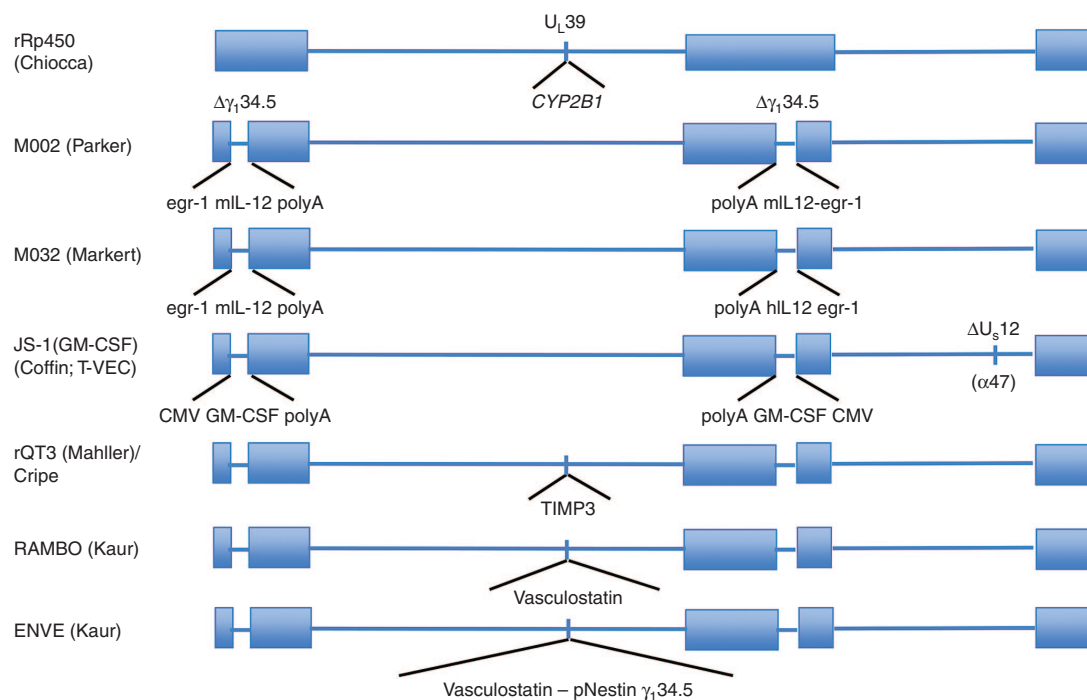 U_L39
rRp450
(Chiocca)
CYP2B1
Δγ₁34.5
Δγ₁34.5
M002 (Parker)
egr-1 mIL-12 polyA
polyA mIL12-egr-1
M032 (Markert)
egr-1 mIL-12 polyA
polyA hIL12 egr-1
JS-1(GM-CSF)
(Coffin; T-VEC)
ΔUₛ12
(α47)
CMV GM-CSF polyA
polyA GM-CSF CMV
rQT3 (Mahller)/
Cripe
TIMP3
RAMBO (Kaur)
Vasculostatin
ENVE (Kaur)
Vasculostatin – pNestin γ₁34.5